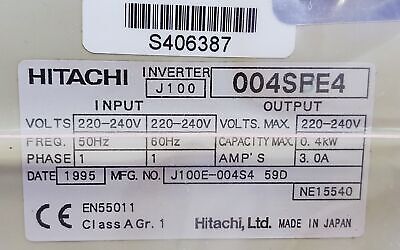 S406387
HITACHI INVERTER J100 004SFE4
INPUT OUTPUT
VOLTS 220-240V 220-240V VOLTS. MAX. 220-240V
FREQ. 50Hz 60Hz CAPACITY MAX. 0.4kW
PHASE 1 1 AMP'S 3.0A
DATE 1995 MFG. NO. J100E-004S4 59D
NE15540
CE EN55011
Class A Gr. 1 Hitachi, Ltd. MADE IN JAPAN